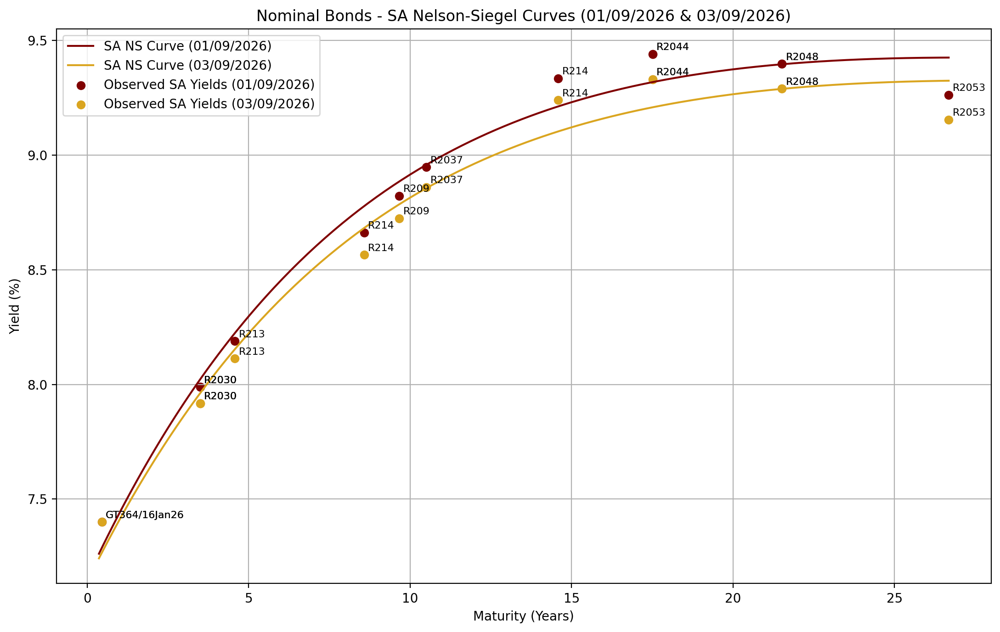 Nominal Bonds - SA Nelson-Siegel Curves (01/09/2026 & 03/09/2026)
SA NS Curve (01/09/2026)
SA NS Curve (03/09/2026)
Observed SA Yields (01/09/2026)
Observed SA Yields (03/09/2026)
Yield (%)
9.5
9.0
8.5
8.0
7.5
R2044
R2048
R214
R2044
R2048
R2053
R214
R2053
R2037
R2037
R209
R209
R214
R214
R213
R213
R2030
R2030
GT364/16Jan26
0
5
10
15
20
25
Maturity (Years)